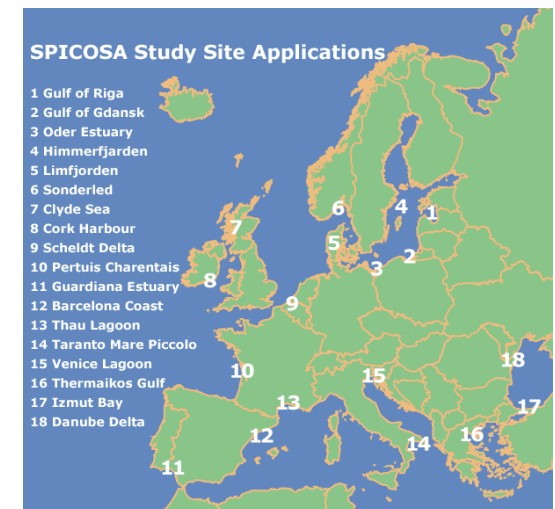 SPICOSA Study Site Applications
1 Gulf of Riga
2 Gulf of Gdansk
3 Oder Estuary
4 Himmerfjarden
5 Limfjorden
6 Sonderled
7 Clyde Sea
8 Cork Harbour
9 Scheldt Delta
10 Pertuis Charentais
11 Guardiana Estuary
12 Barcelona Coast
13 Thau Lagoon
14 Taranto Mare Piccolo
15 Venice Lagoon
16 Thermaikos Gulf
17 Izmut Bay
18 Danube Delta
6
4
1
7
5
2
3
8
9
18
10
15
13
17
12
16
14
11